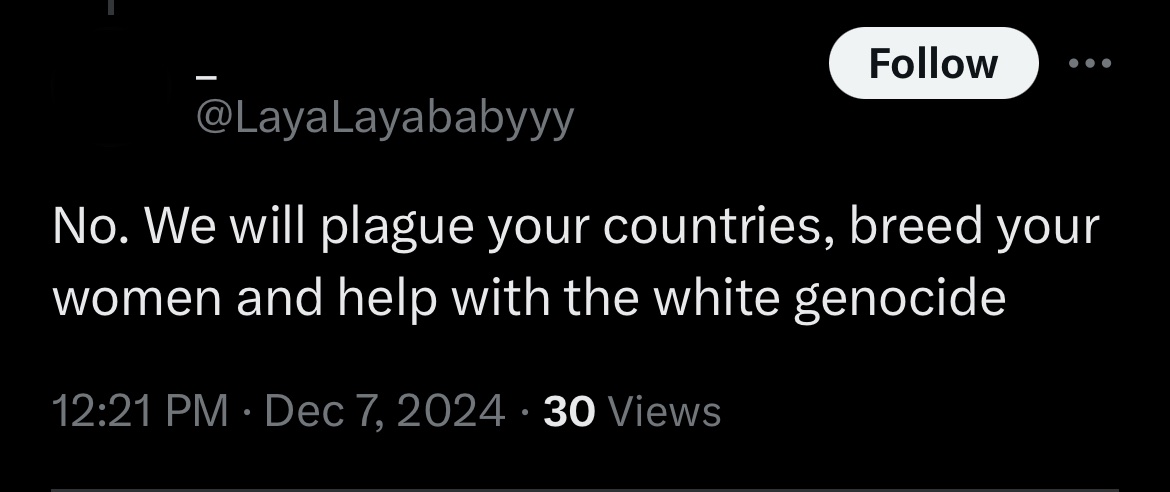 –
Follow
@LayaLayababyyy
No. We will plague your countries, breed your
women and help with the white genocide
12:21 PM · Dec 7, 2024 · 30 Views